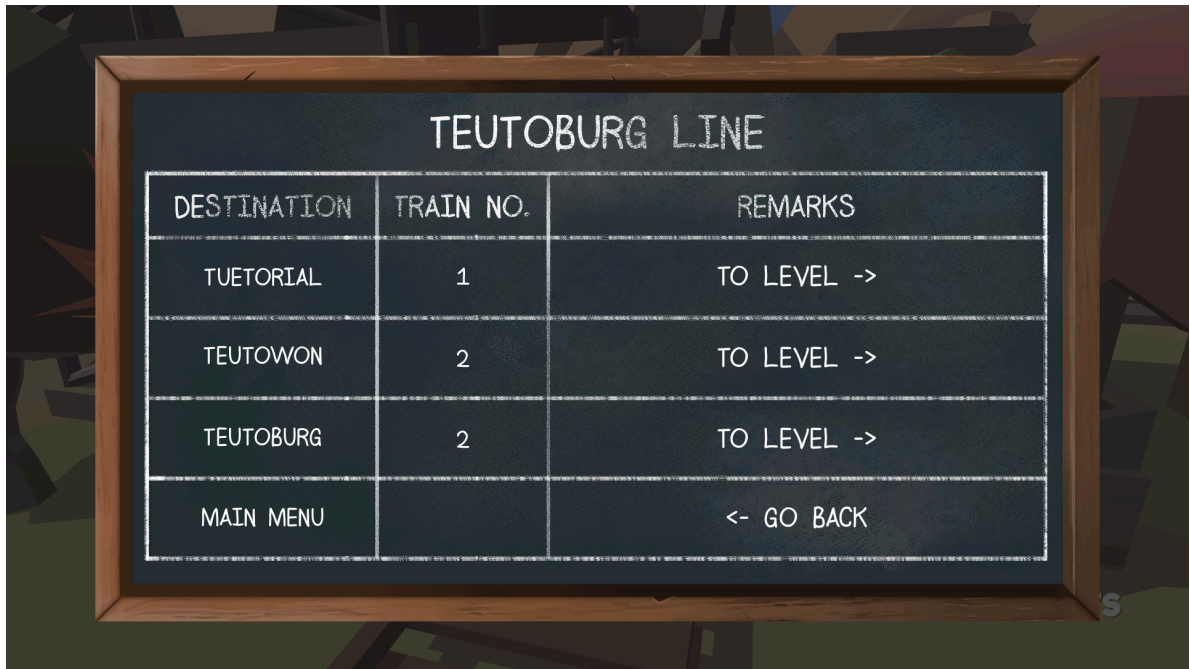 TEUTOBURG LINE
DESTINATION TRAIN NO. REMARKS
TUETORIAL 1 TO LEVEL ->
TEUTOWON 2 TO LEVEL ->
TEUTOBURG 2 TO LEVEL ->
MAIN MENU <- GO BACK